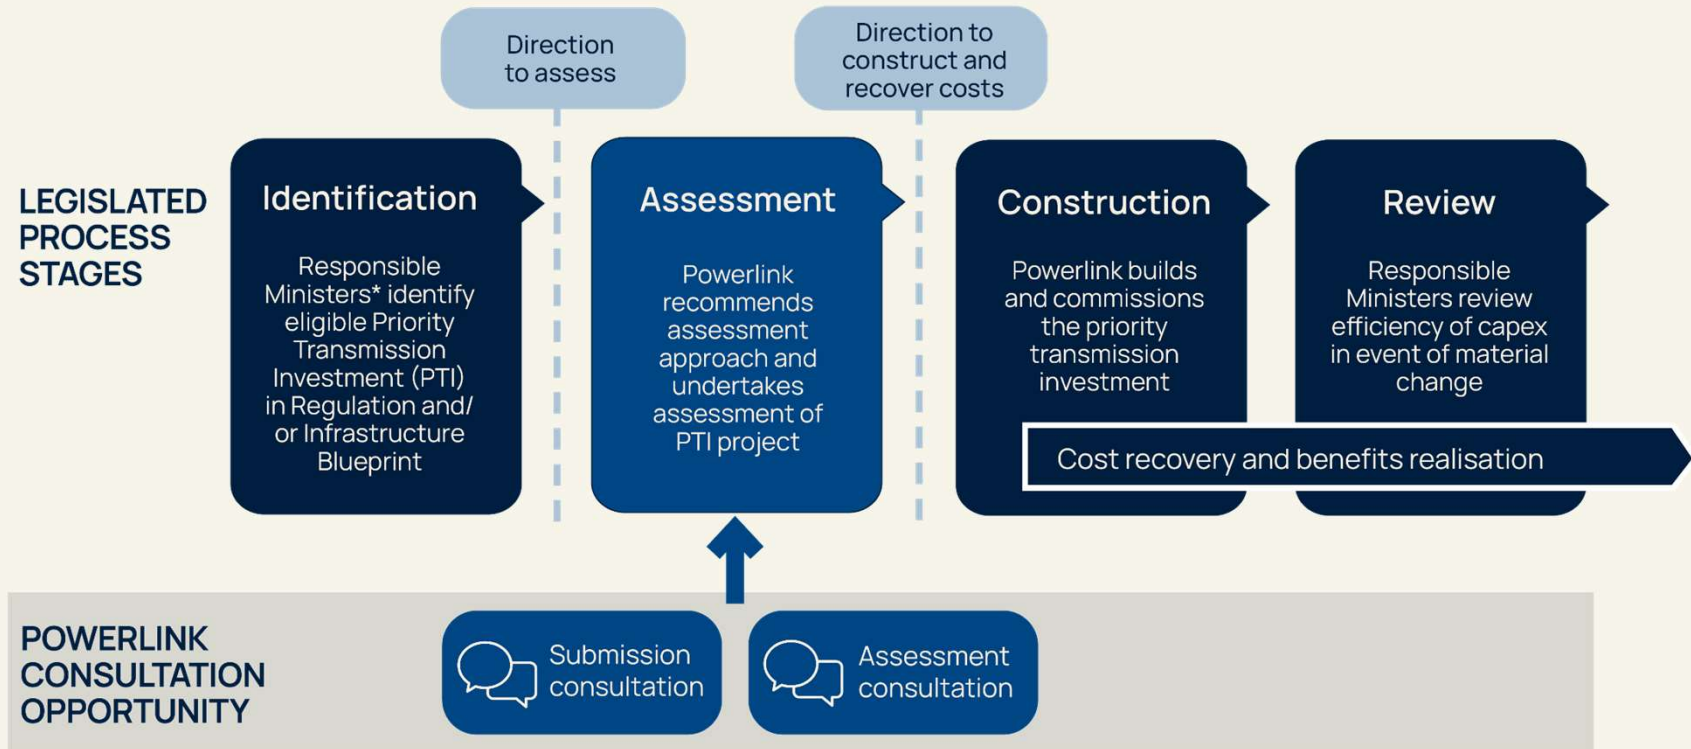 Direction
to assess
Direction to
construct and
recover costs
LEGISLATED
PROCESS
STAGES
Identification
Responsible
Ministers* identify
eligible Priority
Transmission
Investment (PTI)
in Regulation and/
or Infrastructure
Blueprint
Assessment
Powerlink
recommends
assessment
approach and
undertakes
assessment of
PTI project
Construction
Powerlink builds
and commissions
the priority
transmission
investment
Review
Responsible
Ministers review
efficiency of capex
in event of material
change
Cost recovery and benefits realisation
POWERLINK
CONSULTATION
OPPORTUNITY
Submission
consultation
Assessment
consultation